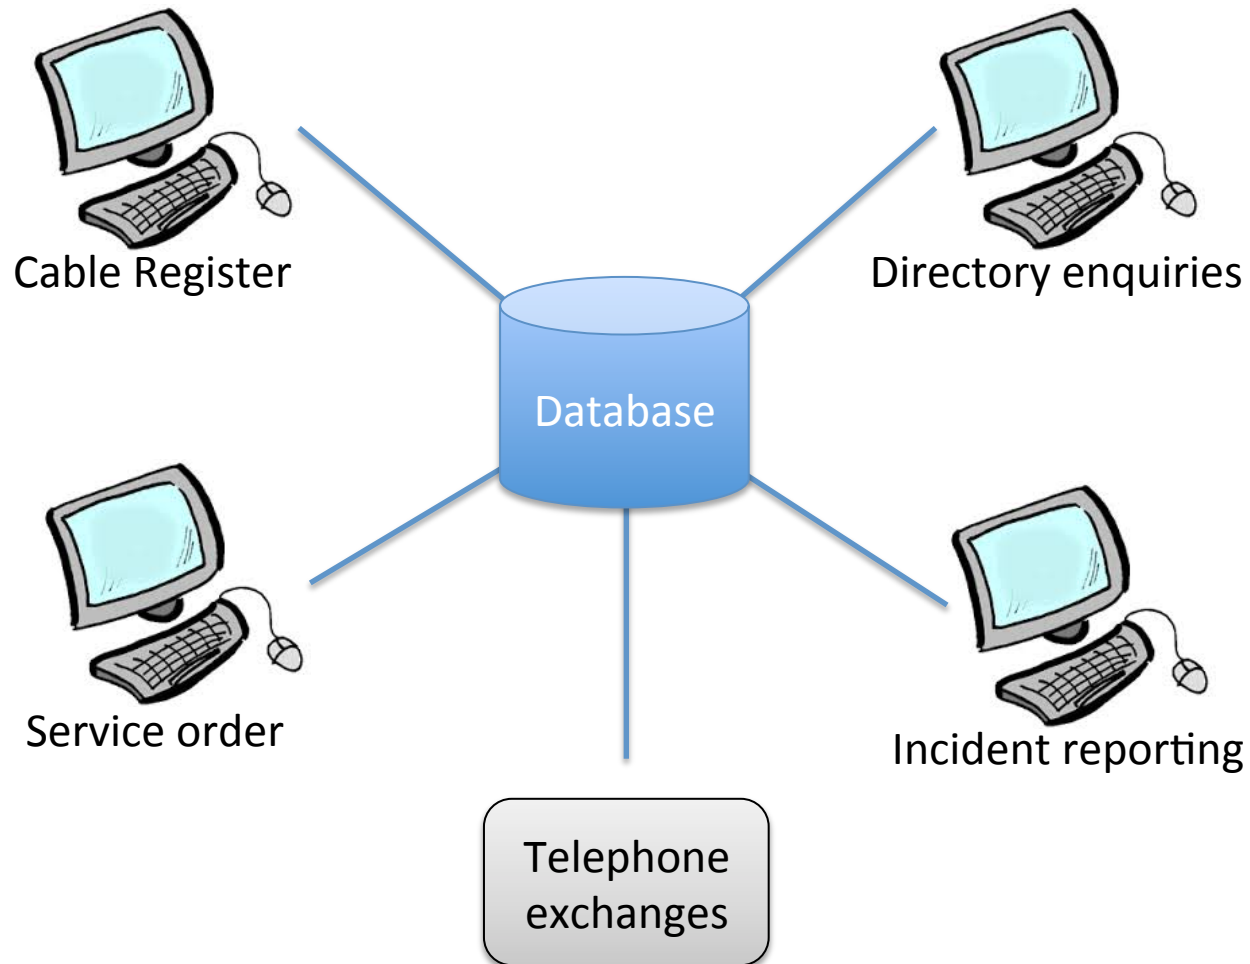 Cable Register
Directory enquiries
Database
Service order
Incident reporting
Telephone
exchanges